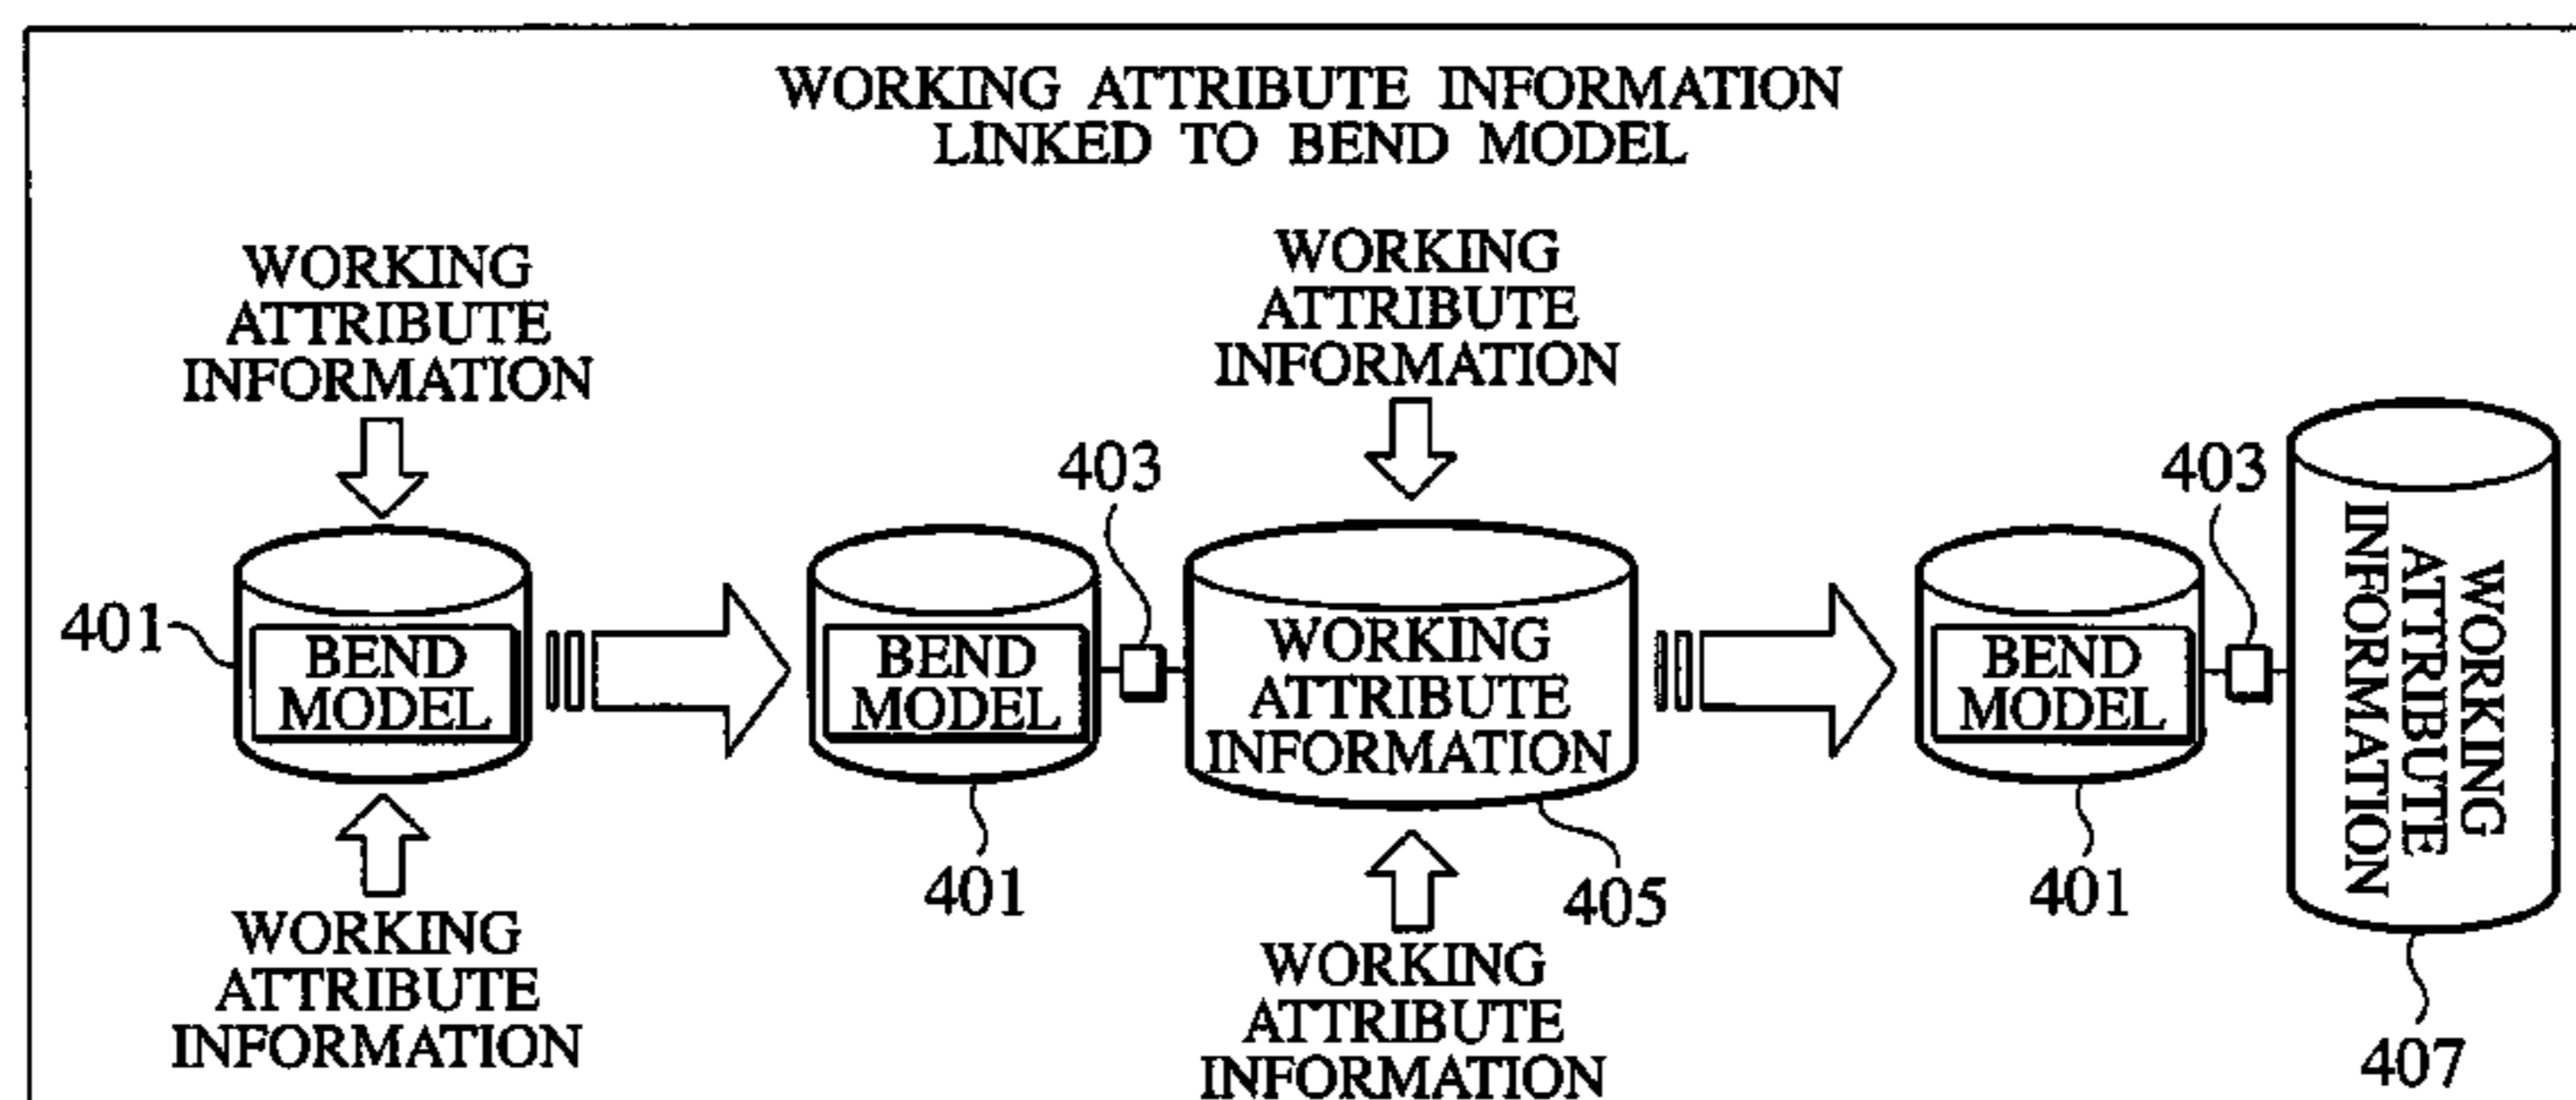 WORKING ATTRIBUTE INFORMATION
LINKED TO BEND MODEL
WORKING
ATTRIBUTE
INFORMATION
401
BEND
MODEL
WORKING
ATTRIBUTE
INFORMATION
BEND
MODEL
401
403
WORKING
ATTRIBUTE
INFORMATION
WORKING
ATTRIBUTE
INFORMATION
405
WORKING
ATTRIBUTE
INFORMATION
BEND
MODEL
401
403
WORKING
ATTRIBUTE
INFORMATION
407